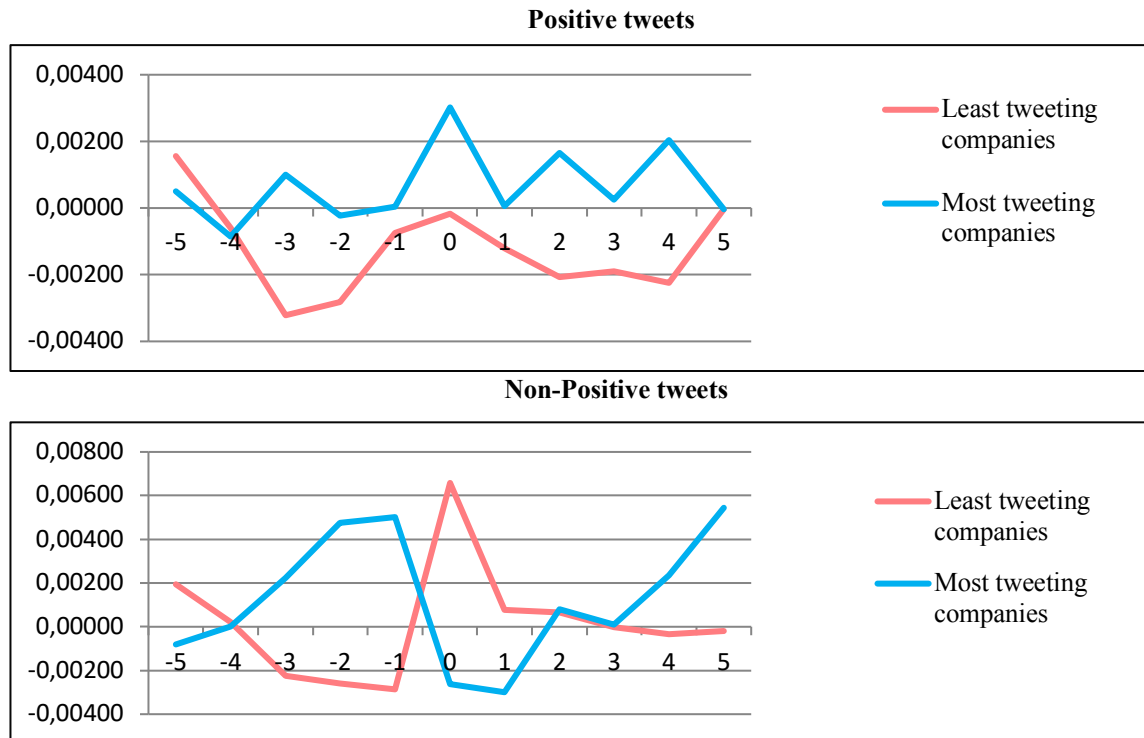 Positive tweets
0,00400
0,00200
0,00000
-0,00200
-0,00400
-5 -4 -3 -2 -1 0 1 2 3 4 5
Least tweeting
companies
Most tweeting
companies
Non-Positive tweets
0,00800
0,00600
0,00400
0,00200
0,00000
-0,00200
-0,00400
-5 -4 -3 -2 -1 0 1 2 3 4 5
Least tweeting
companies
Most tweeting
companies